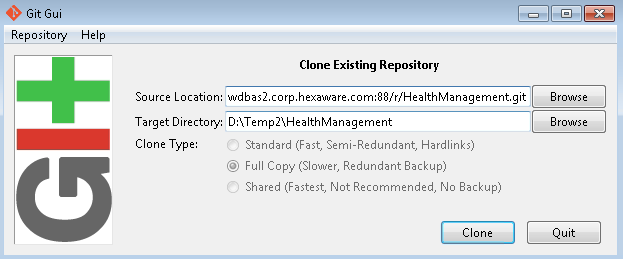 Git Gui
Repository Help
Clone Existing Repository
Source Location: wdbas2.corp.hexaware.com:88/r/HealthManagement.git Browse
Target Directory: D:\Temp2\HealthManagement Browse
Clone Type: Standard (Fast, Semi-Redundant, Hardlinks)
Full Copy (Slower, Redundant Backup)
Shared (Fastest, Not Recommended, No Backup)
Clone Quit